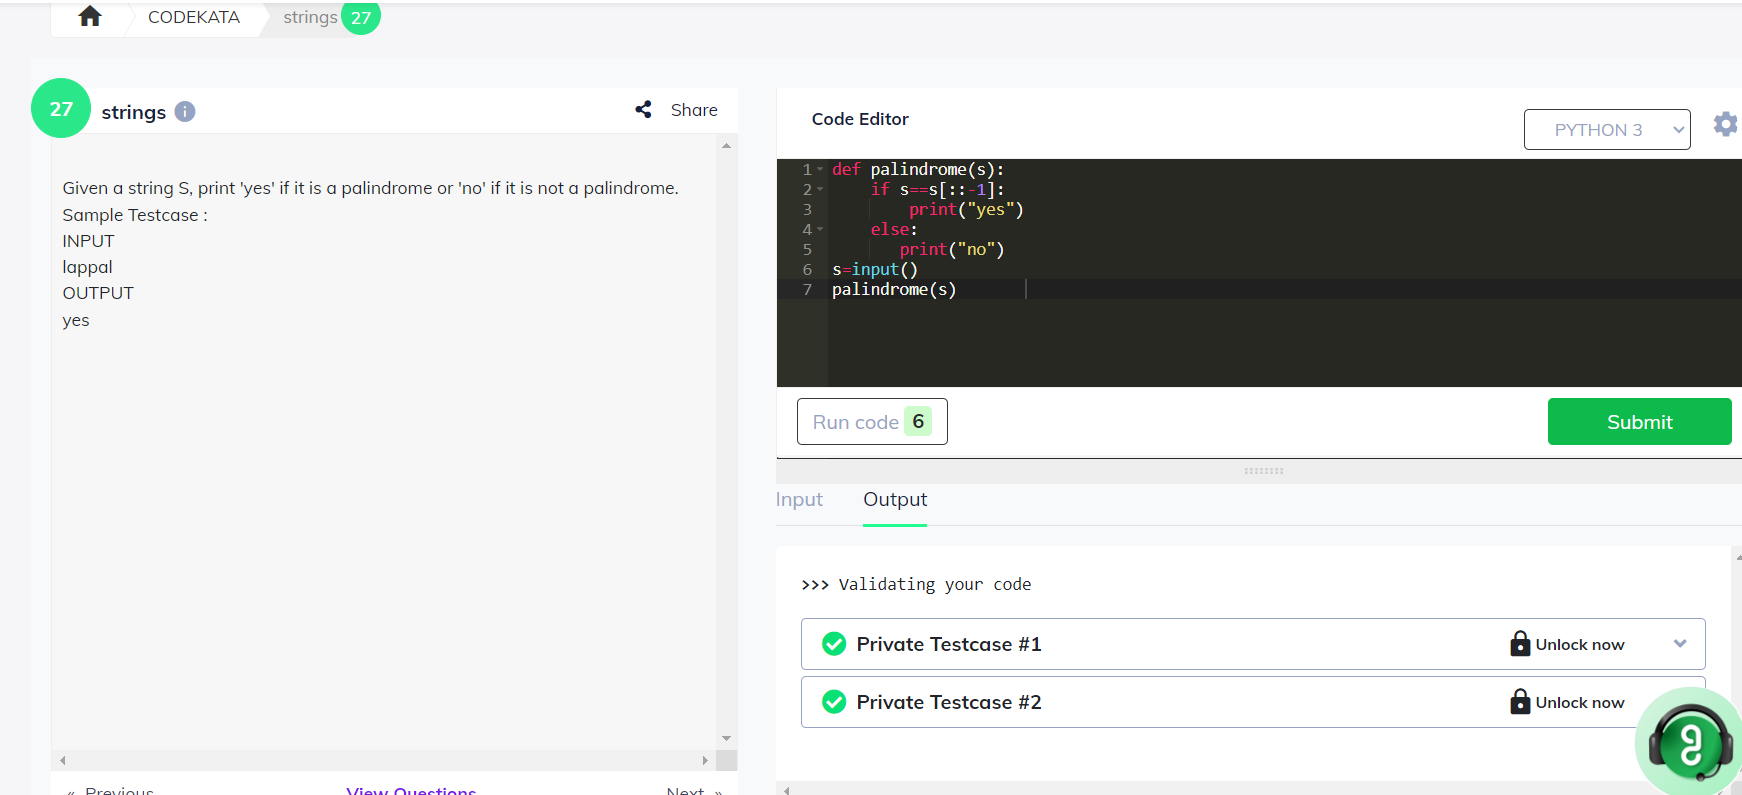 CODEKATA
strings 27
27 strings
Share
Given a string S, print 'yes' if it is a palindrome or 'no' if it is not a palindrome.
Sample Testcase :
INPUT
lappal
OUTPUT
yes
« Previous
View Questions
Next »
Code Editor
PYTHON 3
1 def palindrome(s):
2 if s==s[::-1]:
3 print("yes")
4 else:
5 print("no")
6 s=input()
7 palindrome(s)
Run code 6
Submit
Input
Output
>>> Validating your code
Private Testcase #1
Unlock now
Private Testcase #2
Unlock now